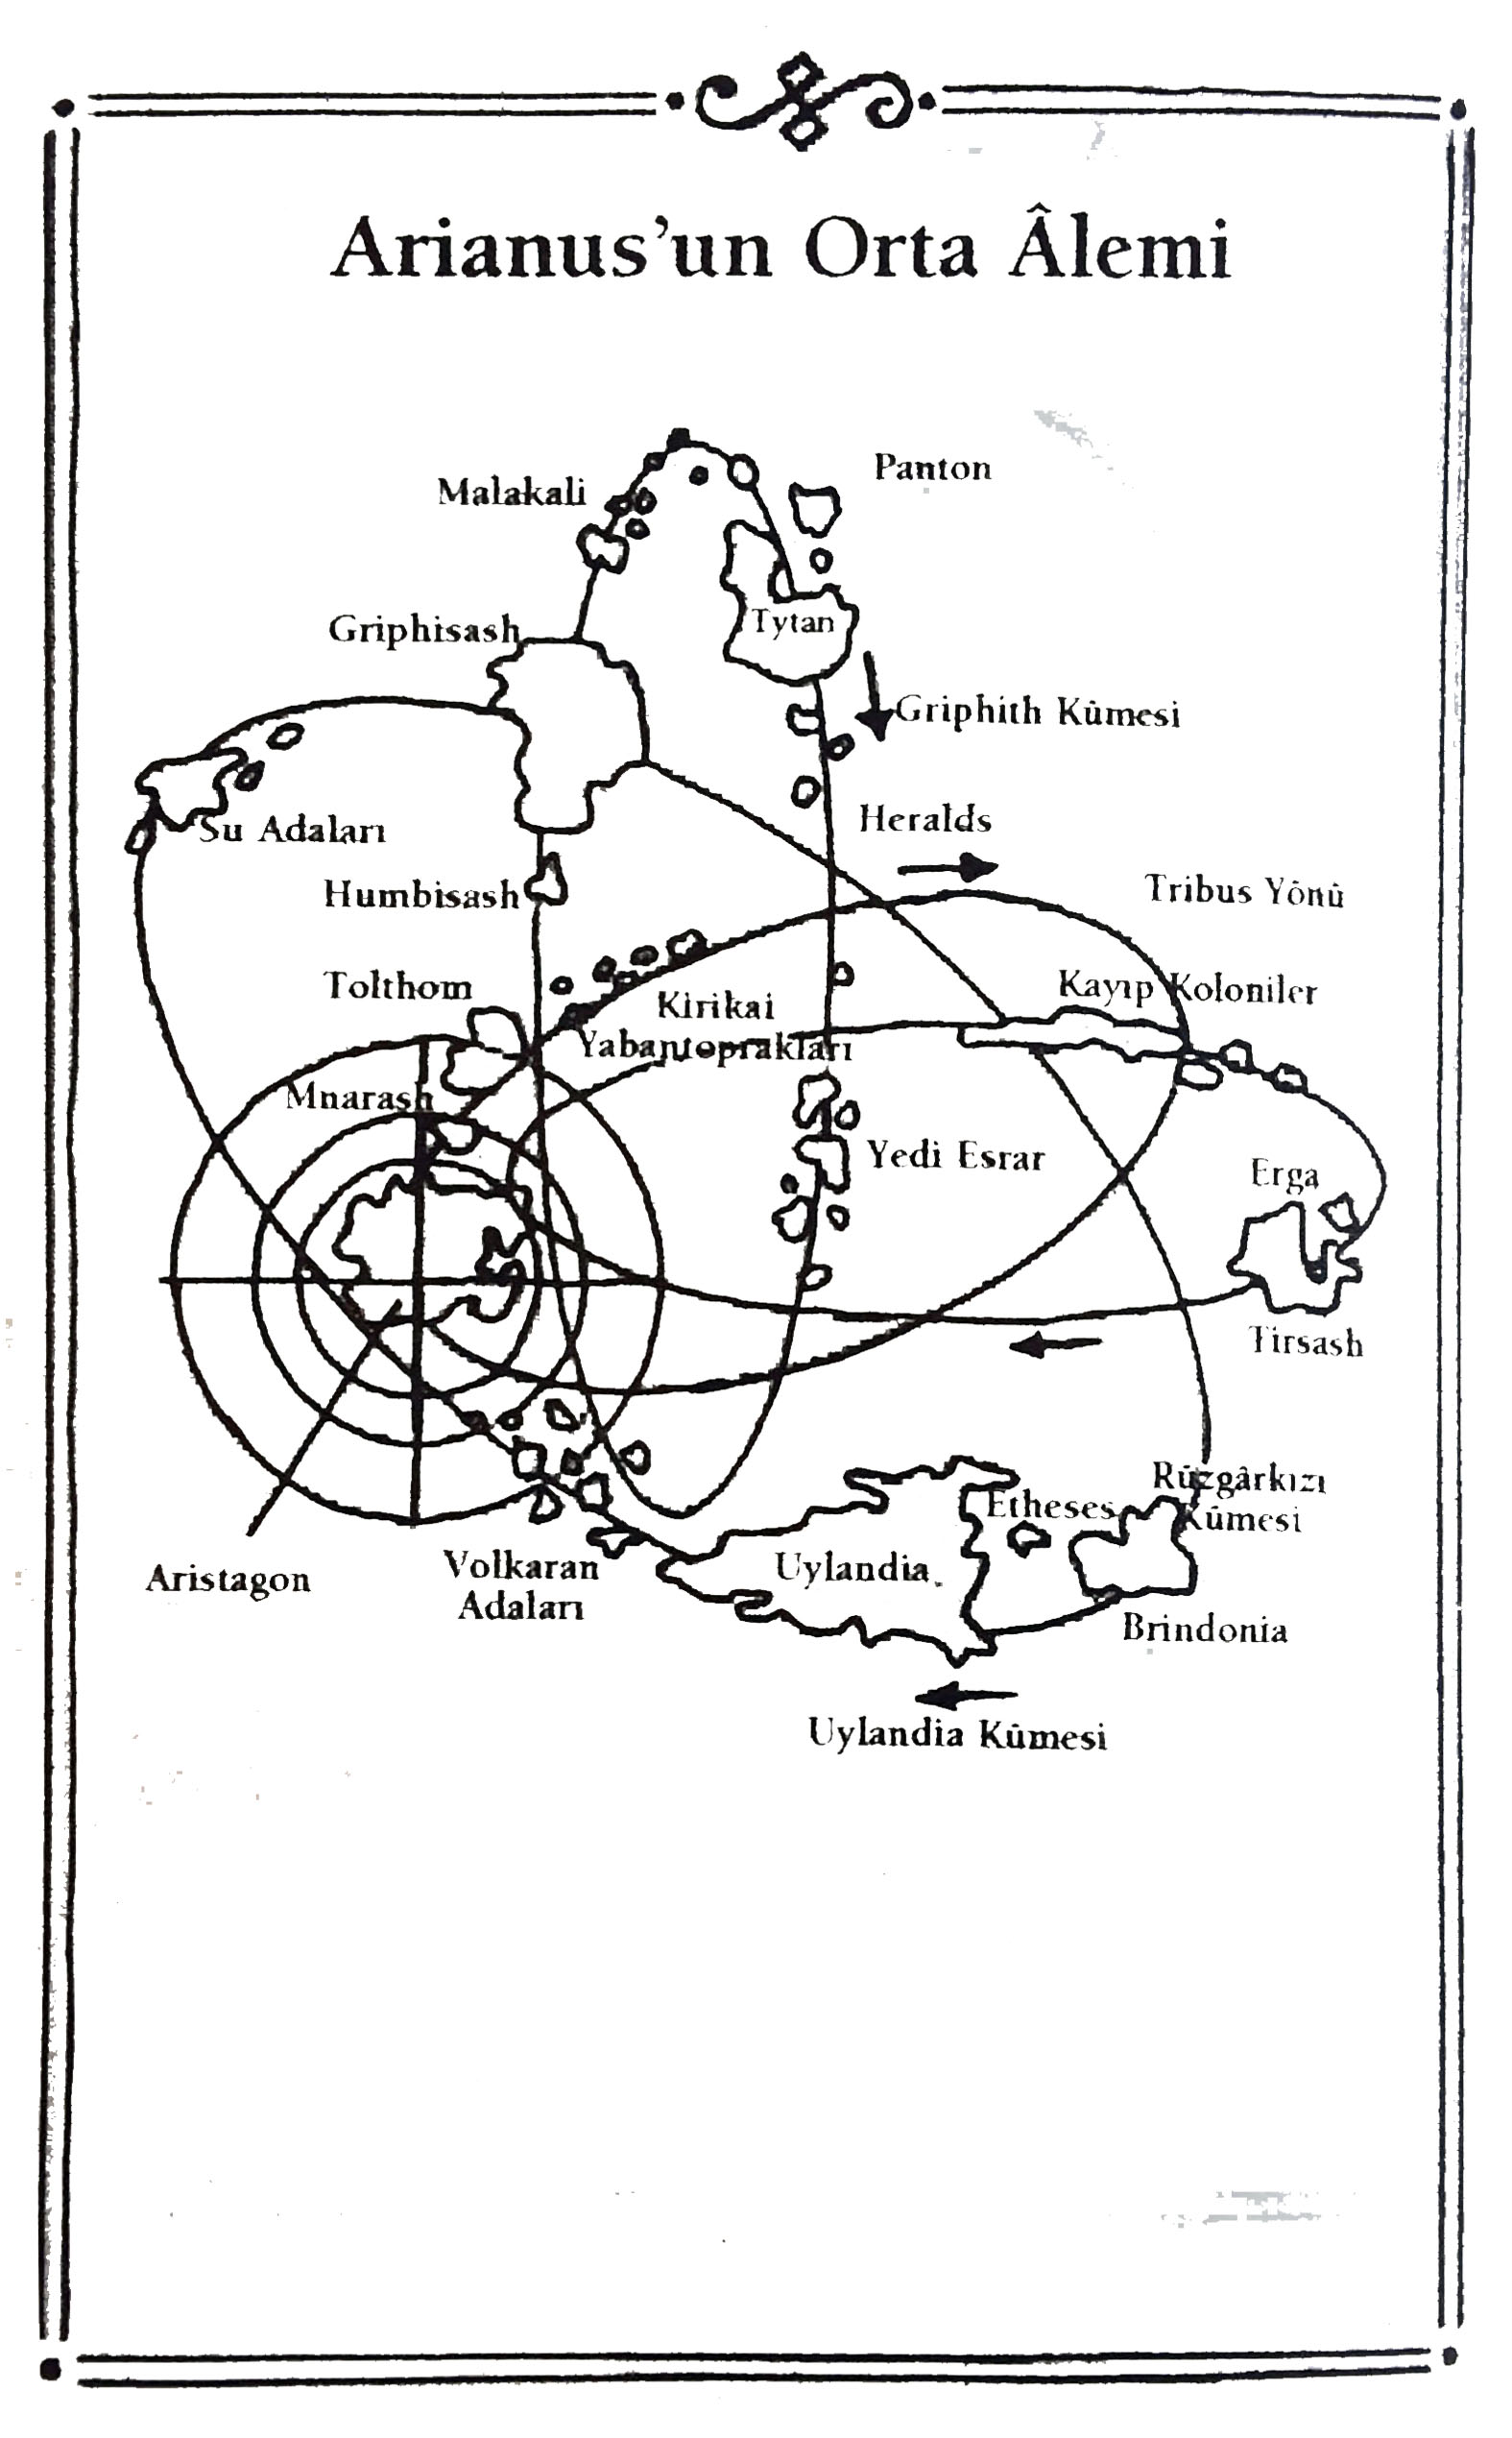 Arianus'un Orta Âlemi
Panton
Malakali
Tytan
Griphisash
Griphith Kümesi
Heralds
Su Adaları
Humbisash
Tribus Yönü
Tolthom
Kirikai
Yabantoprakları
Kayıp Koloniler
Mnarash
Yedi Esrar
Erga
Tirsash
Rüzgârkızı
Kümesi
Etheses
Uylandia
Volkaran
Adaları
Aristagon
Brindonia
Uylandia Kümesi